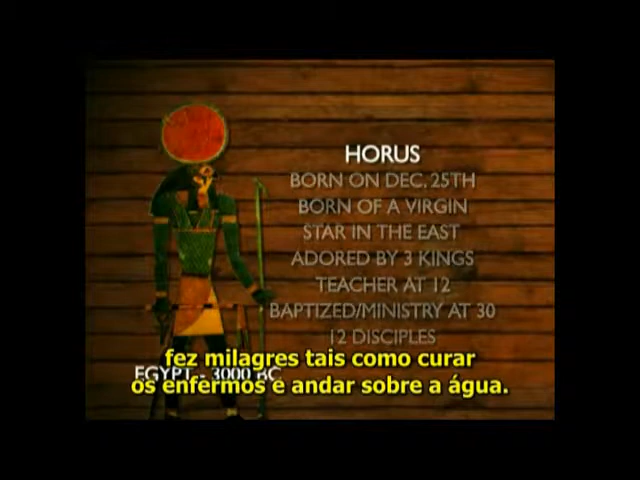 HORUS
BORN ON DEC. 25TH
BORN OF A VIRGIN
STAR IN THE EAST
ADORED BY 3 KINGS
TEACHER AT 12
BAPTIZED/MINISTRY AT 30
12 DISCIPLES
EGYPT - 3000 BC
fez milagres tais como curar
os enfermos e andar sobre a água.